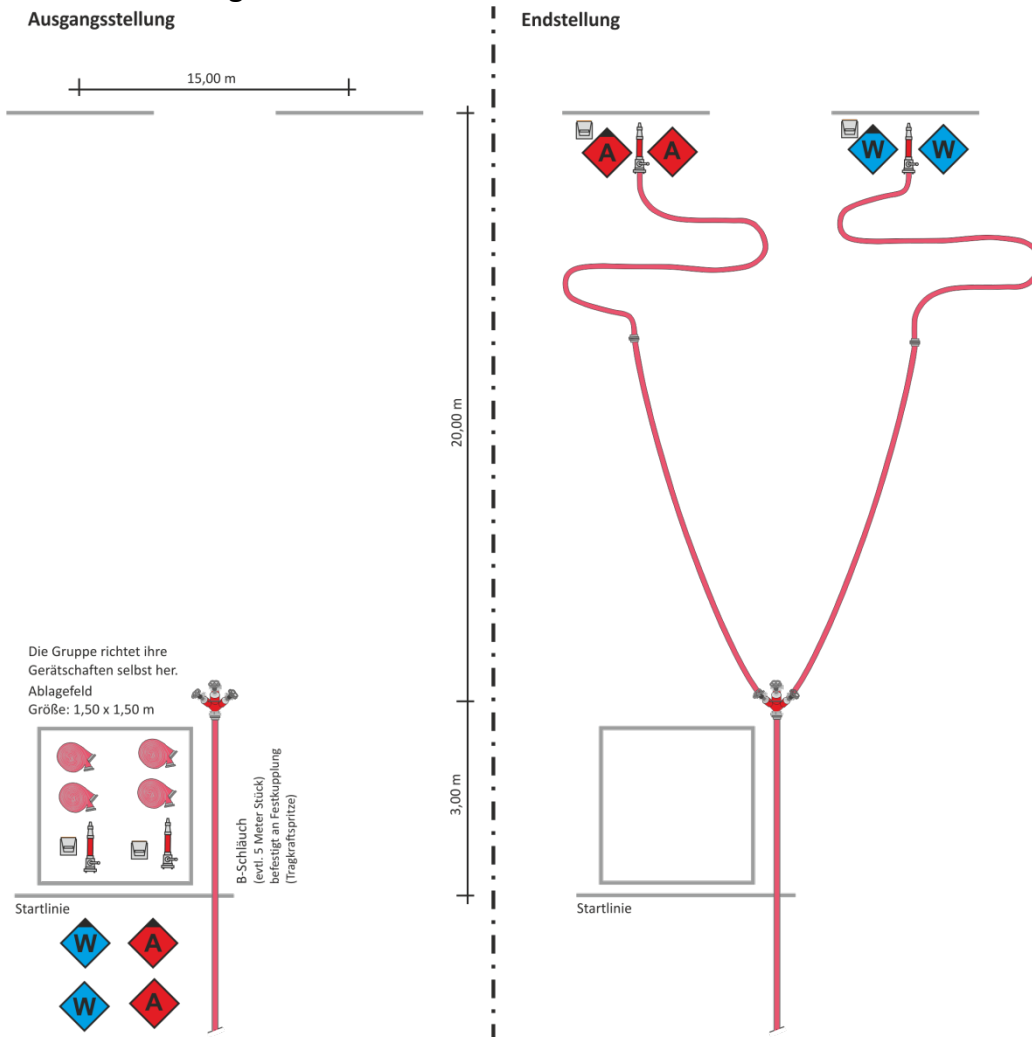 Ausgangsstellung
15,00 m
20,00 m
Die Gruppe richtet ihre
Gerätschaften selbst her.
Ablagefeld
Größe: 1,50 x 1,50 m
B-Schläuch
(evtl. 5 Meter Stück)
befestigt an Festkupplung
(Tragkraftspritze)
3,00 m
Startlinie
W
A
W
A
Endstellung
A
A
W
W
Startlinie